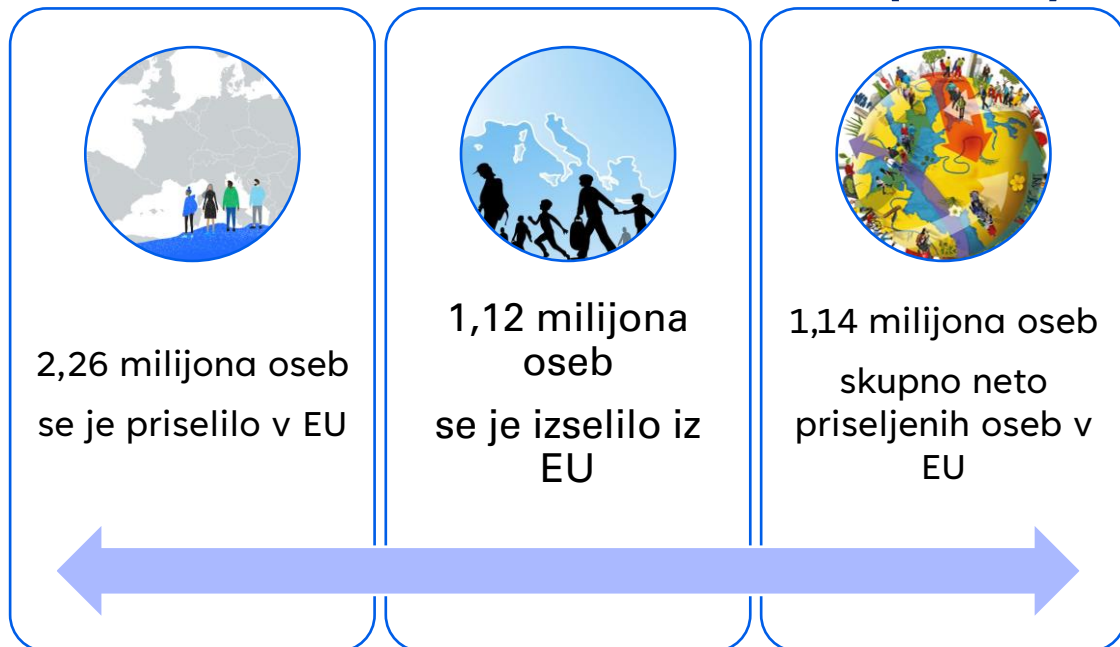 2,26 milijona oseb
se je priselilo v EU
1,12 milijona
oseb
se je izselilo iz
EU
1,14 milijona oseb
skupno neto
priseljenih oseb v
EU